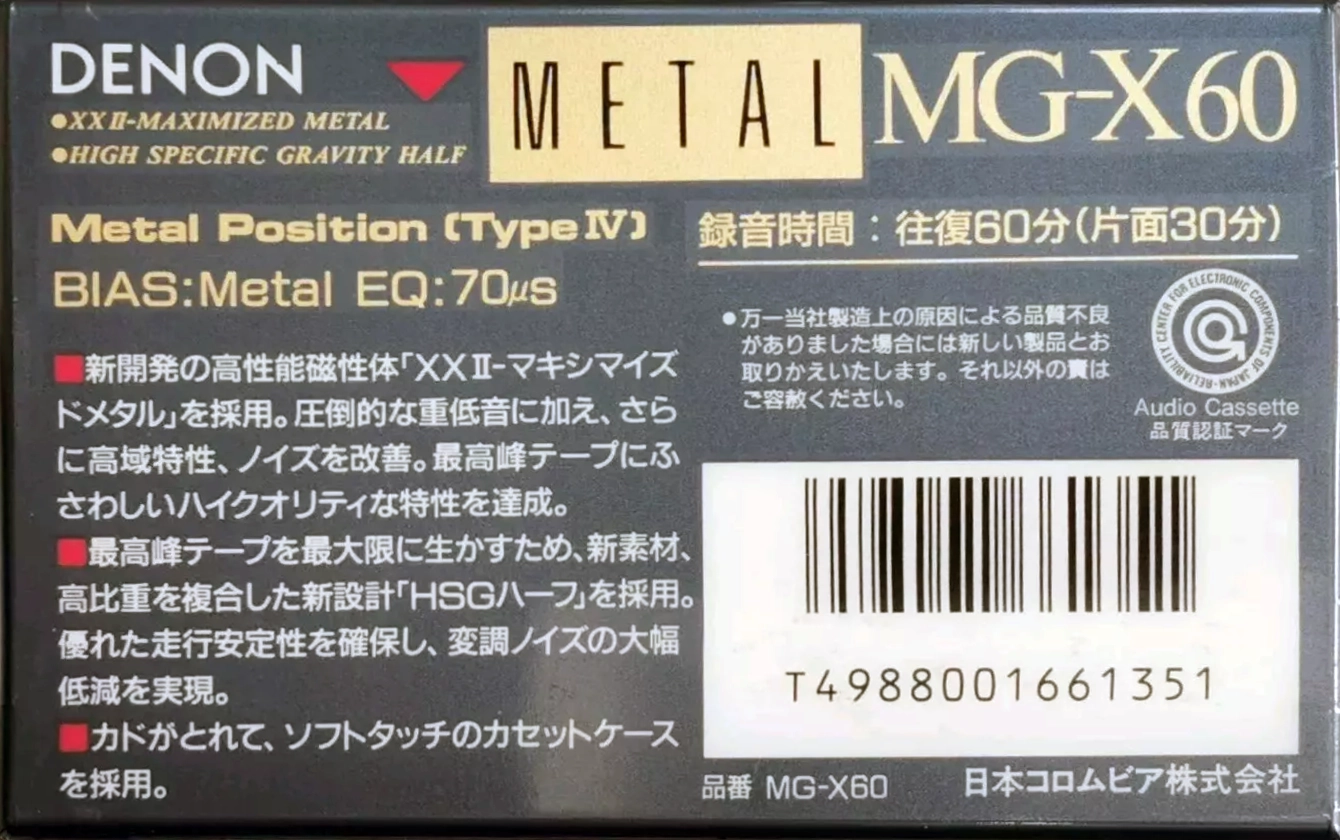 DENON
●XXⅡ-MAXIMIZED METAL
●HIGH SPECIFIC GRAVITY HALF
METAL
MG-X60
Metal Position (Type Ⅳ)
BIAS:Metal EQ:70μs
■新開発の高性能磁性体「XXⅡ-マキシマイズ
ドメタル」を採用。圧倒的な重低音に加え、さら
に高域特性、ノイズを改善。最高峰テープにふ
さわしいハイクオリティな特性を達成。
■最高峰テープを最大限に生かすため、新素材、
高比重を複合した新設計「HSGハーフ」を採用。
優れた走行安定性を確保し、変調ノイズの大幅
低減を実現。
■カドがとれて、ソフトタッチのカセットケース
を採用。
録音時間：往復60分(片面30分)
●万一当社製造上の原因による品質不良
がありました場合には新しい製品とお
取りかえいたします。それ以外の責は
ご容赦ください。
RELIABILITY CENTER FOR ELECTRONIC COMPONENTS OF JAPAN
Audio Cassette
品質認証マーク
T4988001661351
品番 MG-X60
日本コロムビア株式会社